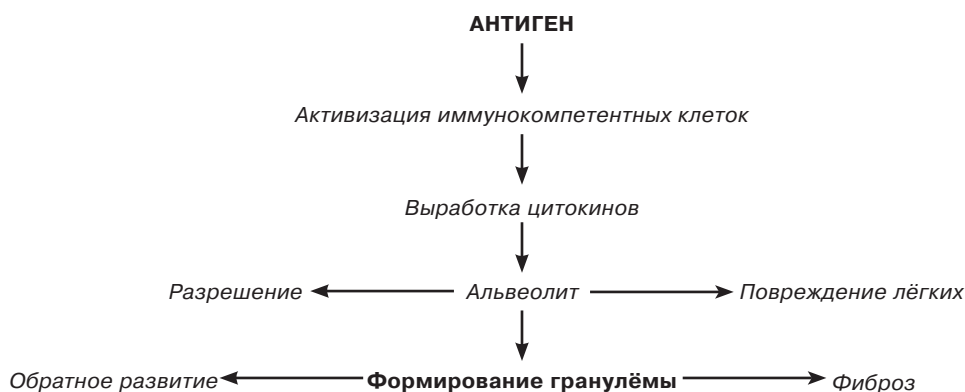 АНТИГЕН
Активизация иммунокомпетентных клеток
Выработка цитокинов
Разрешение Альвеолит Повреждение лёгких
Обратное развитие Формирование гранулёмы Фиброз